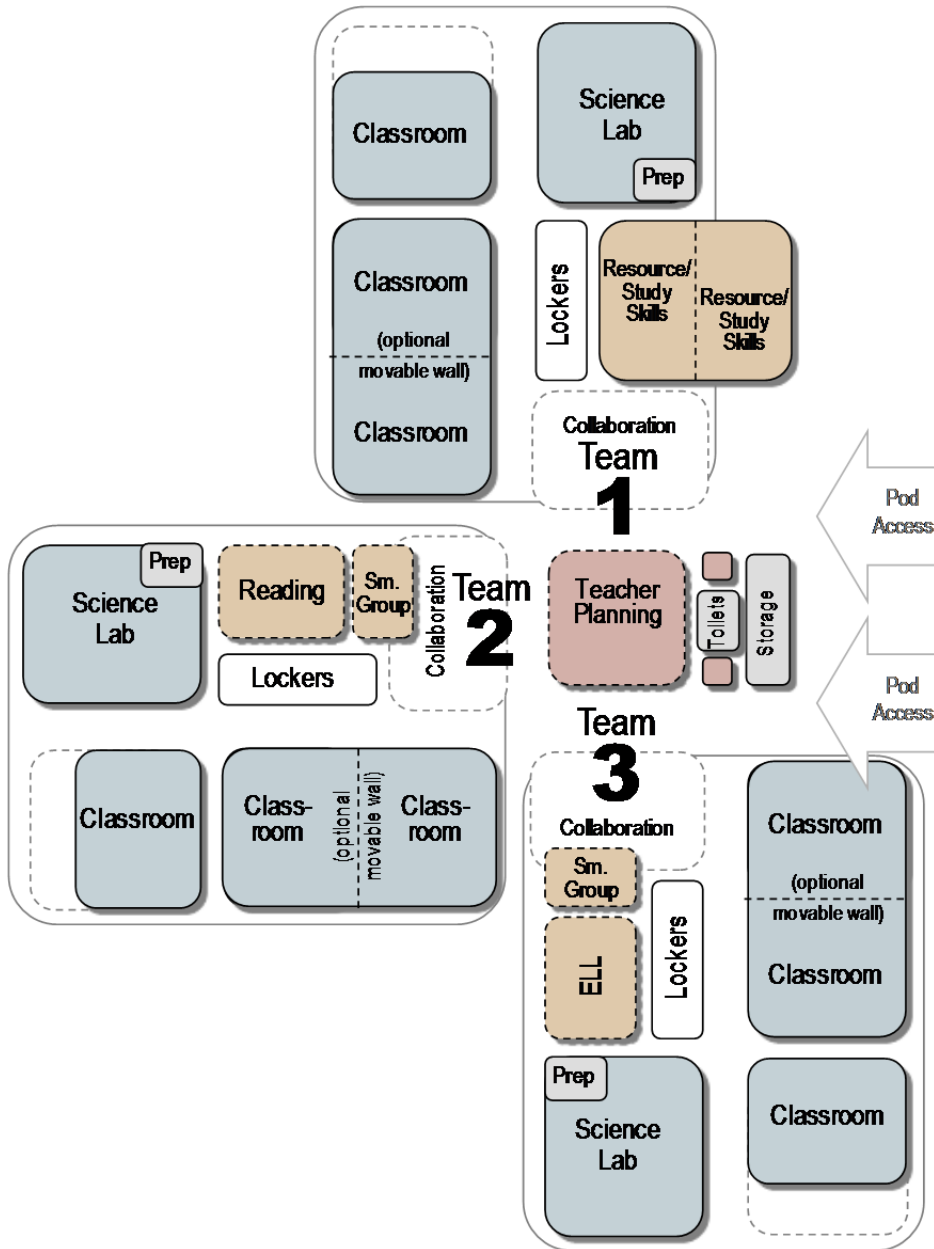 Classroom
Science
Lab
Prep
Classroom
(optional
movable wall)
Classroom
Lockers
Resource/
Study
Skills
Resource/
Study
Skills
Collaboration
Team
1
Pod
Access
Science
Lab
Prep
Reading
Sm.
Group
Lockers
Collaboration
Team
2
Teacher
Planning
Toilets
Storage
Pod
Access
Classroom
Class-
room
(optional
movable wall)
Class-
room
Team
3
Collaboration
Sm.
Group
ELL
Lockers
Classroom
(optional
movable wall)
Classroom
Prep
Science
Lab
Classroom